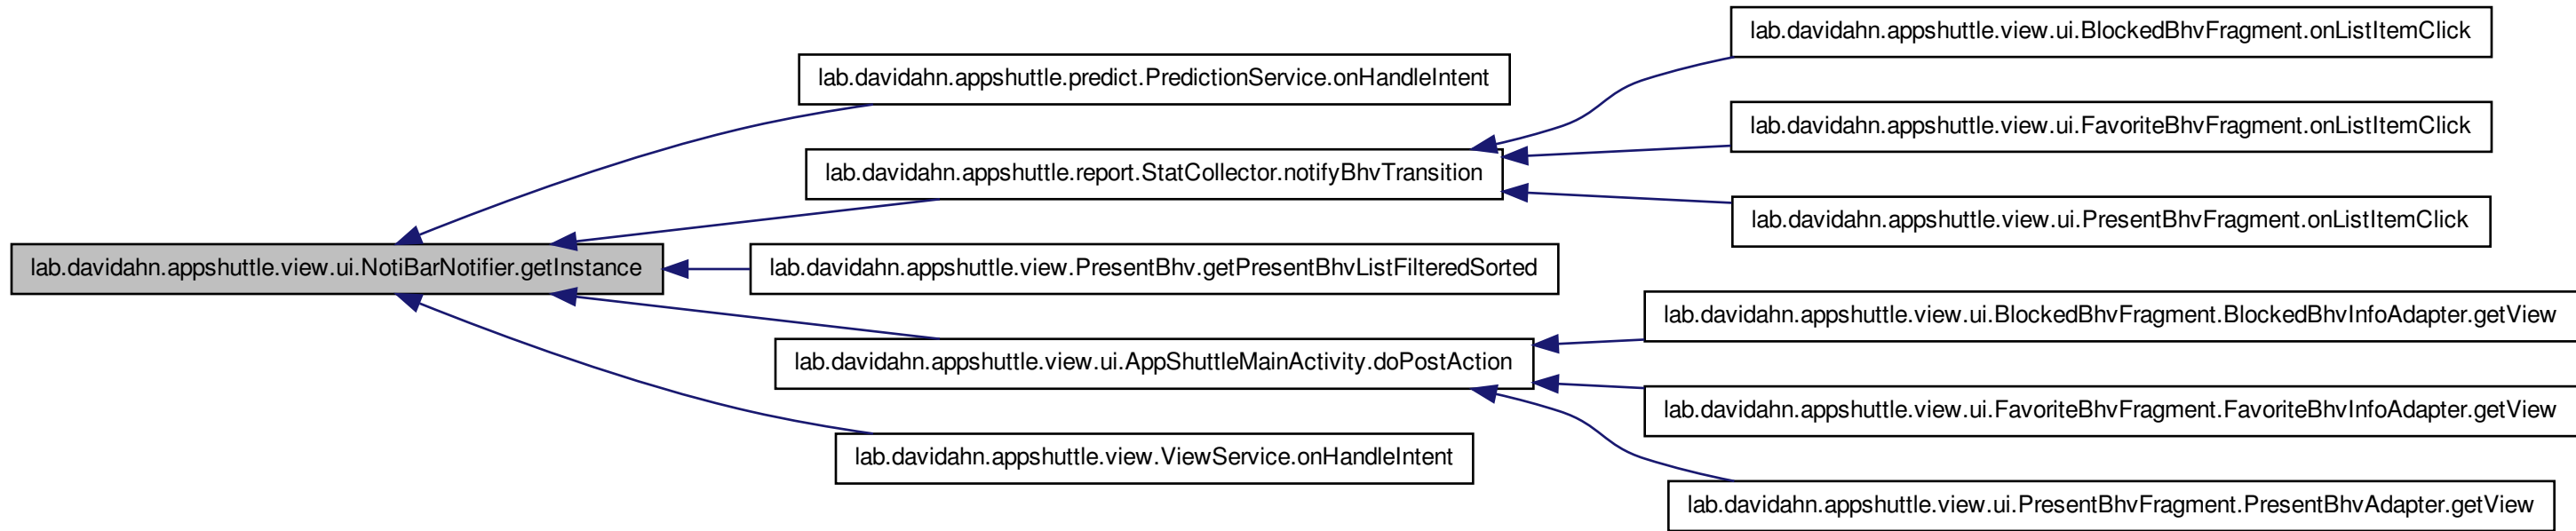 lab.davidahn.appshuttle.view.ui.BlockedBhvFragment.onListItemClick
lab.davidahn.appshuttle.predict.PredictionService.onHandleIntent
lab.davidahn.appshuttle.view.ui.FavoriteBhvFragment.onListItemClick
lab.davidahn.appshuttle.report.StatCollector.notifyBhvTransition
lab.davidahn.appshuttle.view.ui.PresentBhvFragment.onListItemClick
lab.davidahn.appshuttle.view.ui.NotiBarNotifier.getInstance
lab.davidahn.appshuttle.view.PresentBhv.getPresentBhvListFilteredSorted
lab.davidahn.appshuttle.view.ui.BlockedBhvFragment.BlockedBhvInfoAdapter.getView
lab.davidahn.appshuttle.view.ui.AppShuttleMainActivity.doPostAction
lab.davidahn.appshuttle.view.ui.FavoriteBhvFragment.FavoriteBhvInfoAdapter.getView
lab.davidahn.appshuttle.view.ViewService.onHandleIntent
lab.davidahn.appshuttle.view.ui.PresentBhvFragment.PresentBhvAdapter.getView